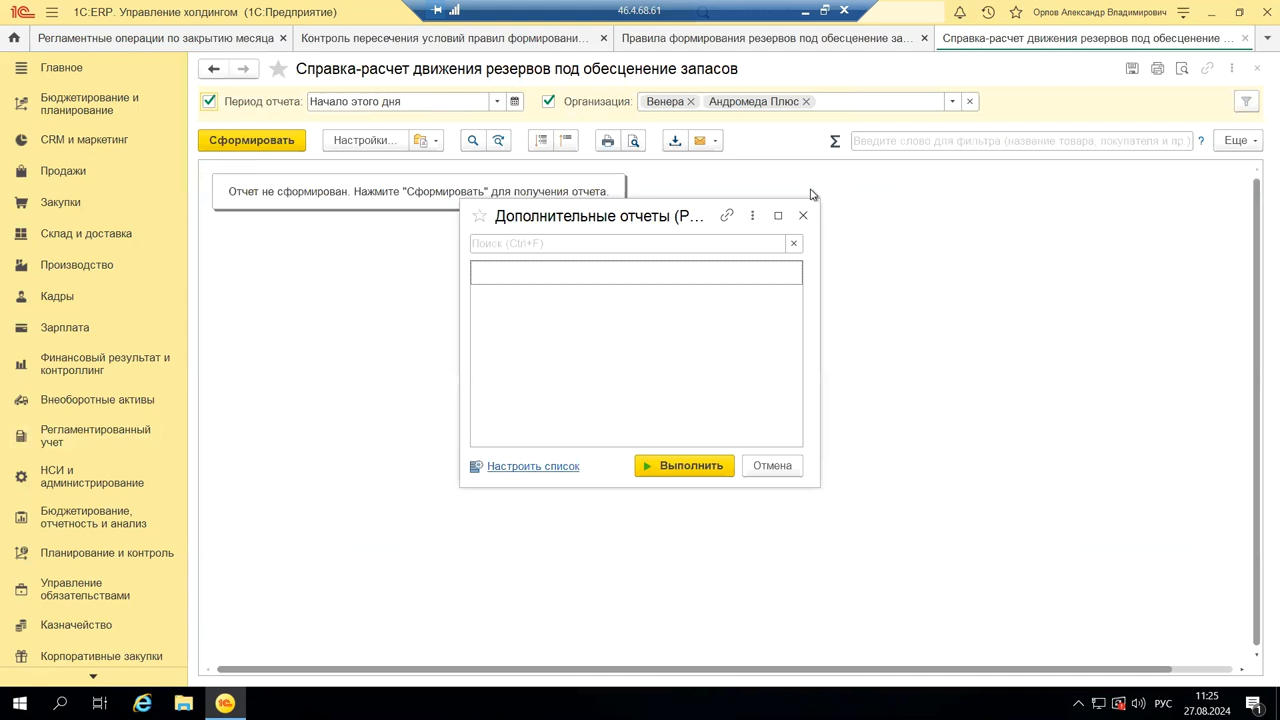 1С:ERP. Управление холдингом (1С:Предприятие)
46.4.68.61
Орлов Александр Владимирович
Регламентные операции по закрытию месяца
Контроль пересечения условий правил формировани...
Правила формирования резервов под обесценение за...
Справка-расчет движения резервов под обесценение ...
Главное
Бюджетирование и
планирование
CRM и маркетинг
Продажи
Закупки
Склад и доставка
Производство
Кадры
Зарплата
Финансовый результат и
контроллинг
Внеоборотные активы
Регламентированный
учет
НСИ и
администрирование
Бюджетирование,
отчетность и анализ
Планирование и контроль
Управление
обязательствами
Казначейство
Корпоративные закупки
Справка-расчет движения резервов под обесценение запасов
Период отчета:
Начало этого дня
Организация:
Венера
Андромеда Плюс
Сформировать
Настройки...
Σ
Введите слово для фильтра (название товара, покупателя и пр.)
?
Еще
Отчет не сформирован. Нажмите "Сформировать" для получения отчета.
Дополнительные отчеты (Р...
Поиск (Ctrl+F)
Настроить список
Выполнить
Отмена
РУС
11:25
27.08.2024
1